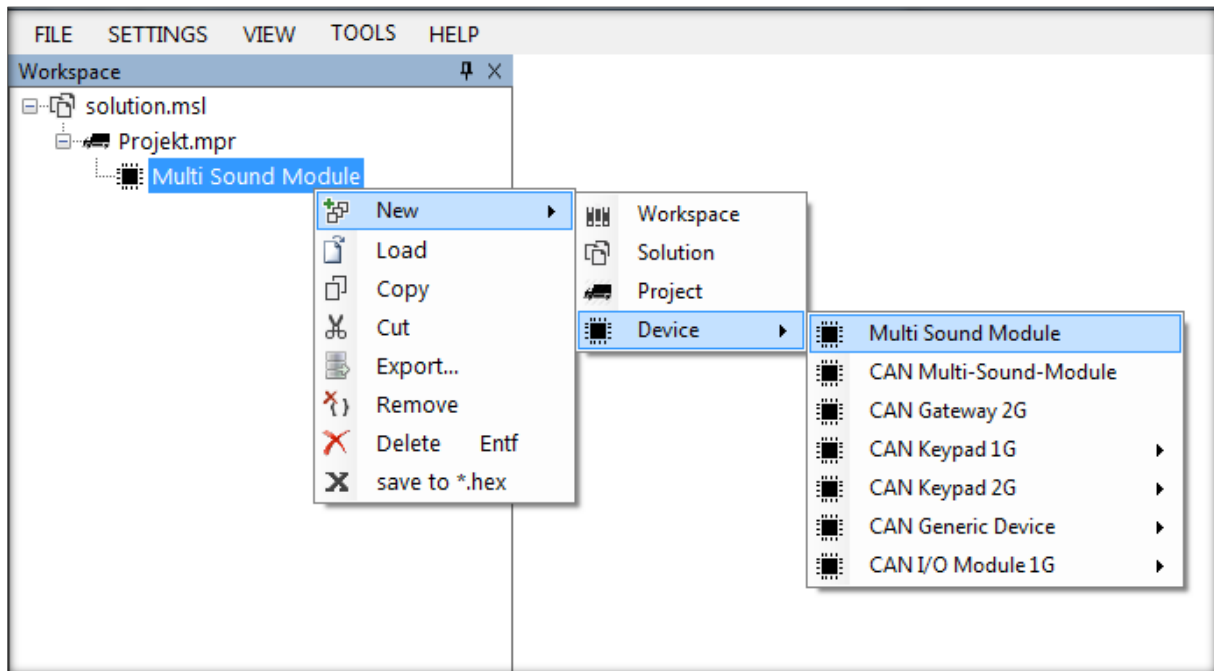 FILE SETTINGS VIEW TOOLS HELP
Workspace
solution.msl
Projekt.mpr
Multi Sound Module
New
Load
Copy
Cut
Export...
Remove
Delete Entf
save to *.hex
Workspace
Solution
Project
Device
Multi Sound Module
CAN Multi-Sound-Module
CAN Gateway 2G
CAN Keypad 1G
CAN Keypad 2G
CAN Generic Device
CAN I/O Module 1G